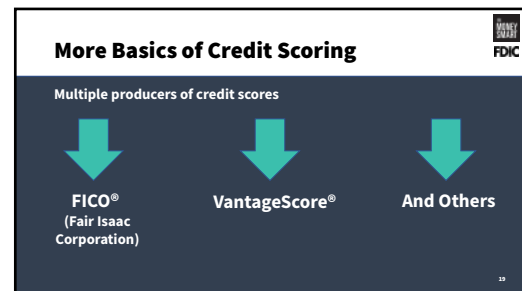 MONEY
SMART
FDIC
More Basics of Credit Scoring
Multiple producers of credit scores
FICO®
(Fair Isaac
Corporation)
VantageScore®
And Others
19